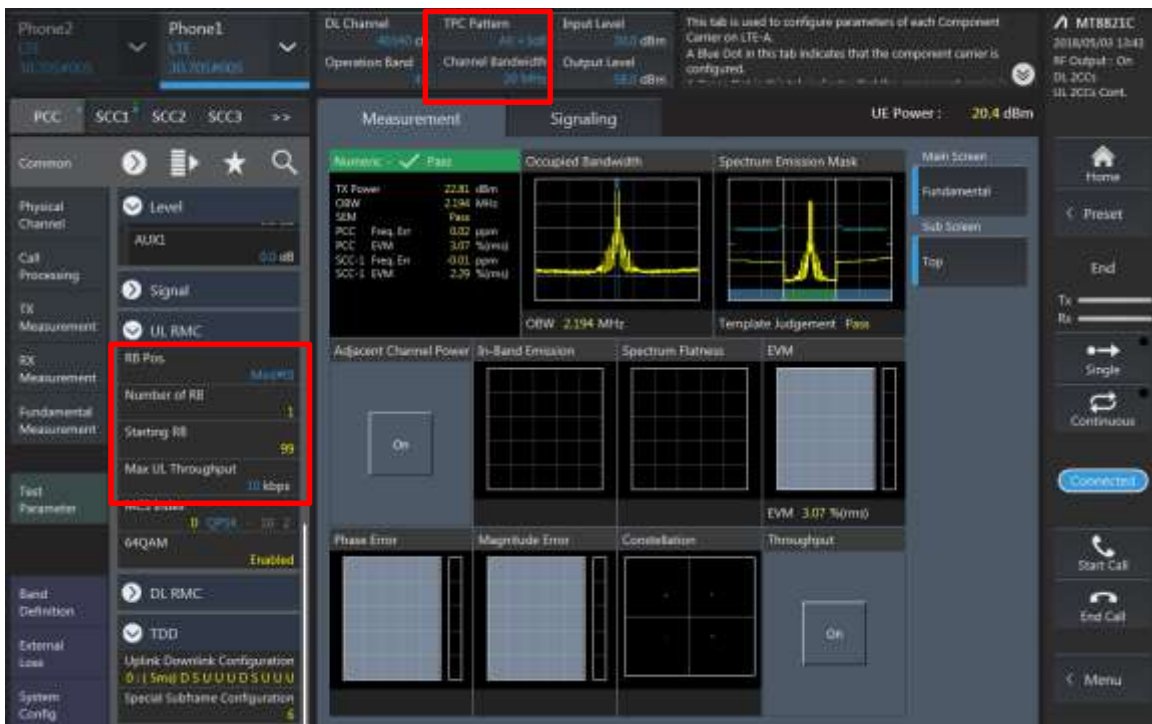 Phone2
LTE
Phone1
LTE
DL Channel
TPC Pattern
Input Level
dBm
Operation Band
Channel Bandwidth
20 MHz
Output Level
dBm
This tab is used to configure parameters of each Component
Carrier on LTE-A.
A Blue Dot in this tab indicates that the component carrier is
configured.
MT8821C
2018/05/03 13:41
RF Output : On
DL 2CCs
UL 2CCs Cont.
PCC
SCC1
SCC2
SCC3
>>
Measurement
Signaling
UE Power :
20.4 dBm
Common
Physical
Channel
Call
Processing
TX
Measurement
RX
Measurement
Fundamental
Measurement
Test
Parameter
Band
Definition
External
Loss
System
Config
Level
AUX1
0.0 dB
Signal
UL RMC
RB Pos.
Number of RB
1
Starting RB
99
Max UL Throughput
10 kbps
MCS Index
64QAM
Enabled
DL RMC
TDD
Uplink Downlink Configuration
Special Subframe Configuration
6
Numeric - Pass
TX Power 22.81 dBm
OBW 2.194 MHz
SEM Pass
PCC Freq. Err 0.02 ppm
PCC EVM 3.07 %(rms)
SCC-1 Freq. Err -0.01 ppm
SCC-1 EVM 2.29 %(rms)
Occupied Bandwidth
OBW 2.194 MHz
Spectrum Emission Mask
Template Judgement Pass
Adjacent Channel Power
On
In-Band Emission
Spectrum Flatness
EVM
EVM 3.07 %(rms)
Phase Error
Magnitude Error
Constellation
Throughput
On
Main Screen
Fundamental
Sub Screen
Top
Home
< Preset
End
Tx
Rx
Single
Continuous
Connected
Start Call
End Call
< Menu